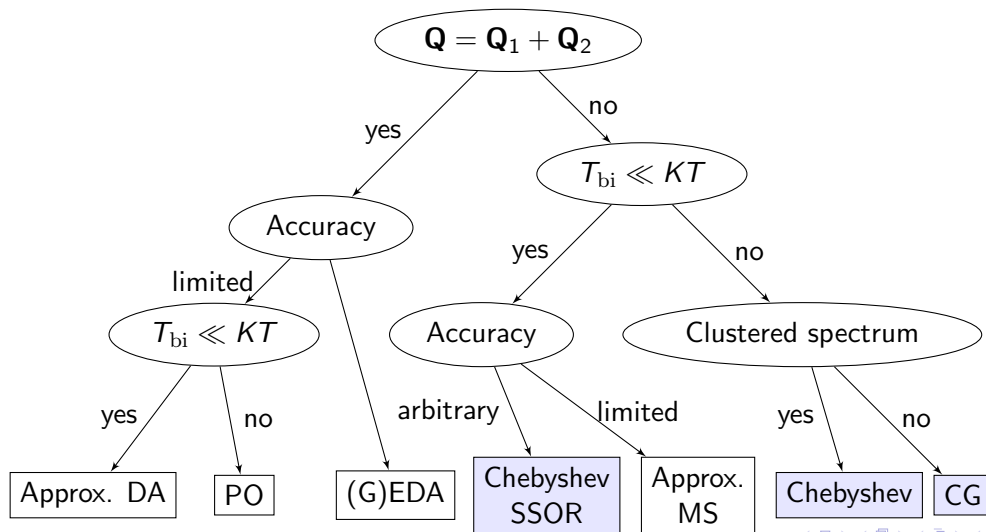 Q = Q₁ + Q₂
yes
no
T_bi ≪ KT
Accuracy
yes
no
limited
T_bi ≪ KT
Accuracy
Clustered spectrum
yes
no
arbitrary
limited
yes
no
Approx. DA
PO
(G)EDA
Chebyshev
SSOR
Approx.
MS
Chebyshev
CG